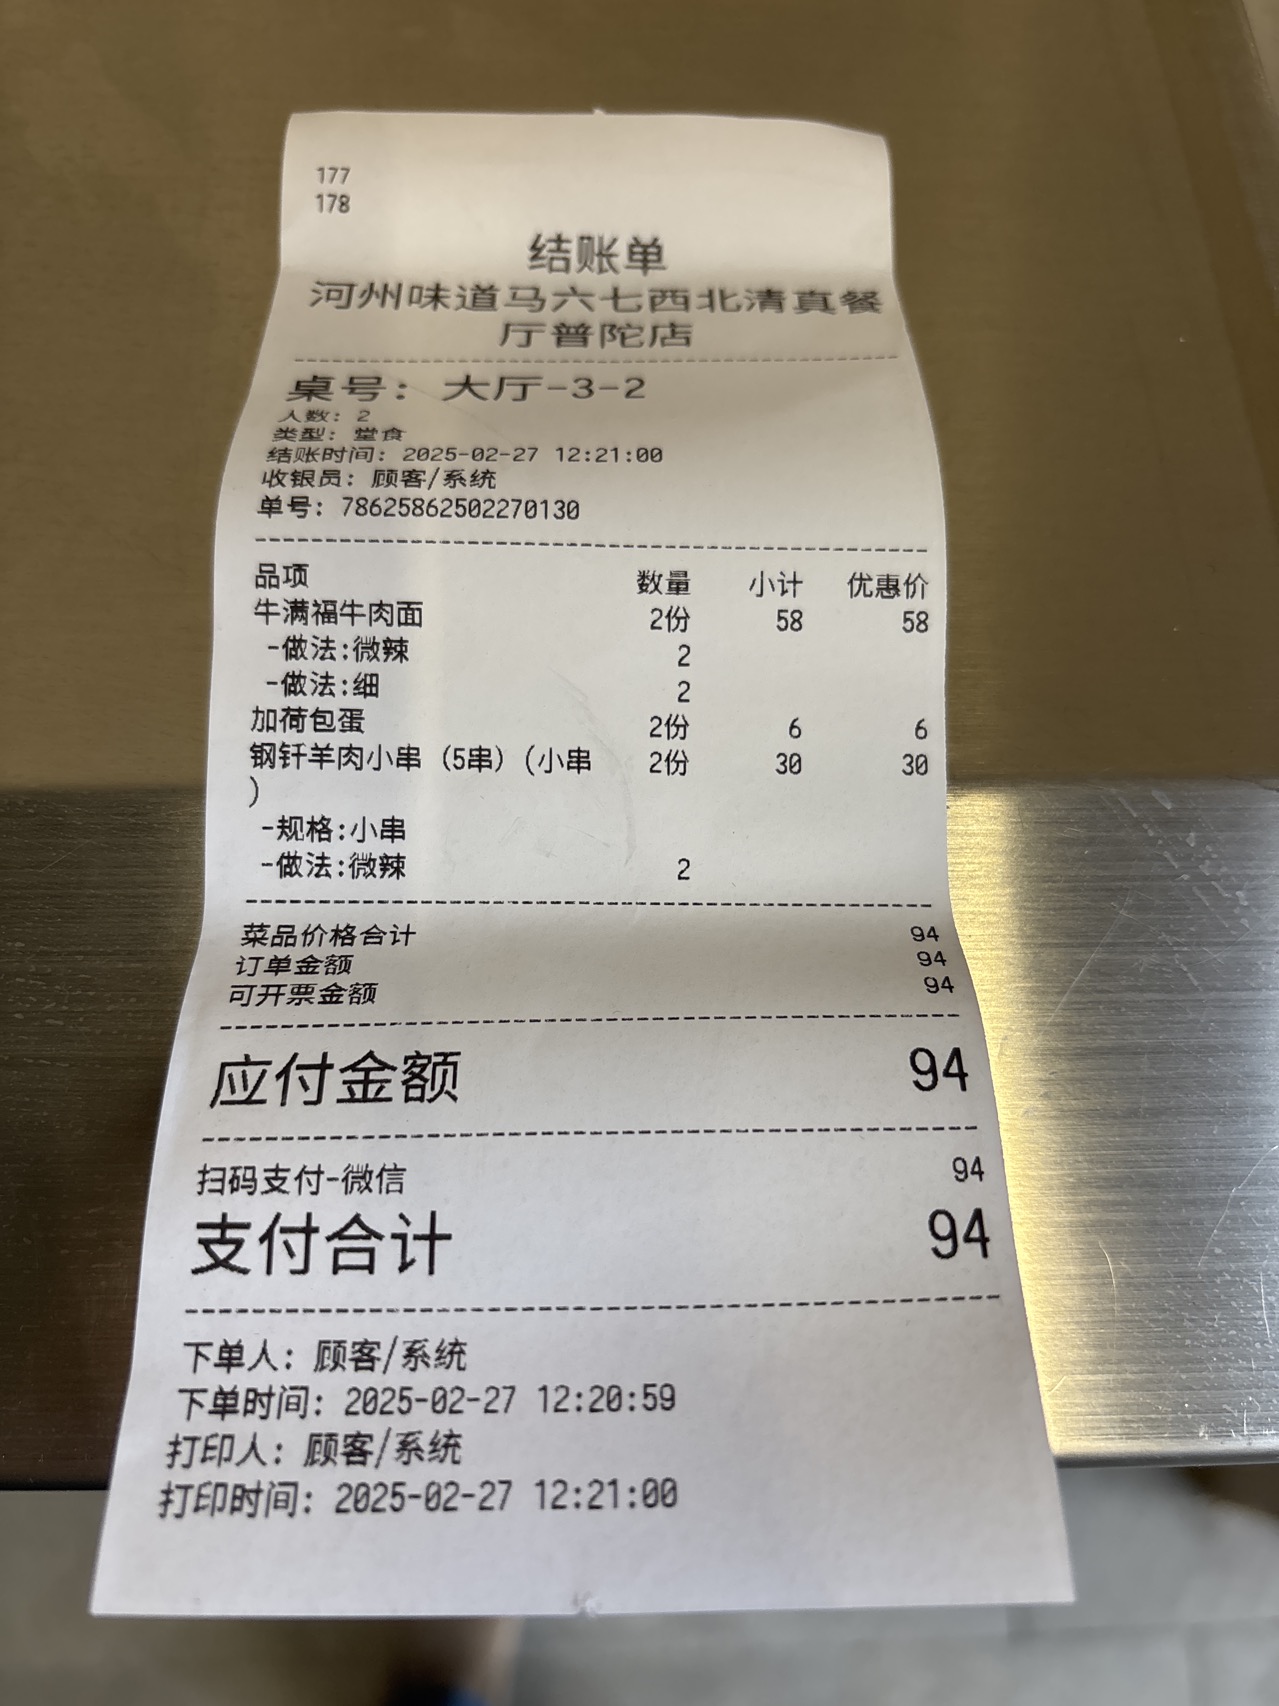 177
178
结账单
河州味道马六七西北清真餐
厅普陀店
桌号：大厅-3-2
人数：2
类型：堂食
结账时间：2025-02-27 12:21:00
收银员：顾客/系统
单号：78625862502270130
品项 数量 小计 优惠价
牛满福牛肉面 2份 58 58
-做法:微辣 2
-做法:细 2
加荷包蛋 2份 6 6
钢钎羊肉小串（5串）(小串 2份 30 30
)
-规格:小串
-做法:微辣 2
菜品价格合计 94
订单金额 94
可开票金额 94
应付金额 94
扫码支付-微信 94
支付合计 94
下单人：顾客/系统
下单时间：2025-02-27 12:20:59
打印人：顾客/系统
打印时间：2025-02-27 12:21:00